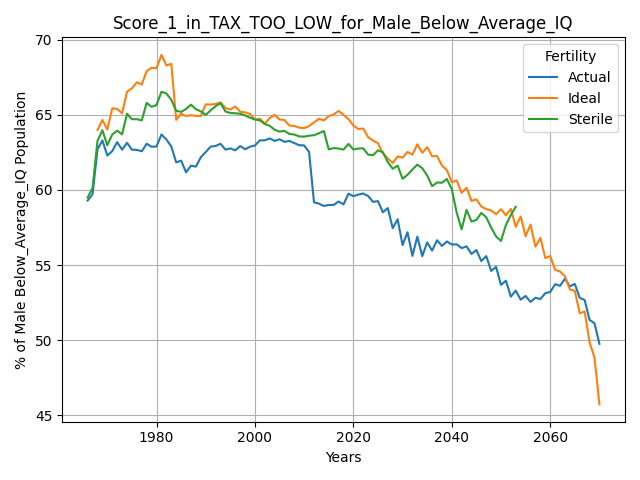 Score_1_in_TAX_TOO_LOW_for_Male_Below_Average_IQ
% of Male Below_Average_IQ Population
70
65
60
55
50
45
Fertility
Actual
Ideal
Sterile
1980
2000
2020
2040
2060
Years